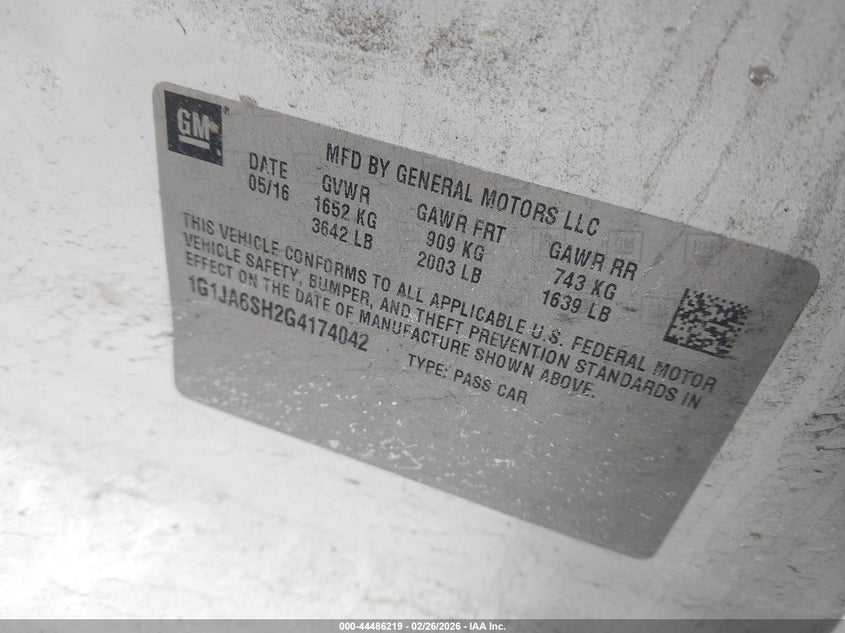 GM
MFD BY GENERAL MOTORS LLC
DATE GVWR GAWR FRT GAWR RR
05/16 1652 KG 909 KG 743 KG
3642 LB 2003 LB 1639 LB
THIS VEHICLE CONFORMS TO ALL APPLICABLE U.S. FEDERAL MOTOR
VEHICLE SAFETY, BUMPER, AND THEFT PREVENTION STANDARDS IN
EFFECT ON THE DATE OF MANUFACTURE SHOWN ABOVE.
1G1JA6SH2G4174042 TYPE: PASS CAR
000-44486219 - 02/26/2026 - IAA Inc.